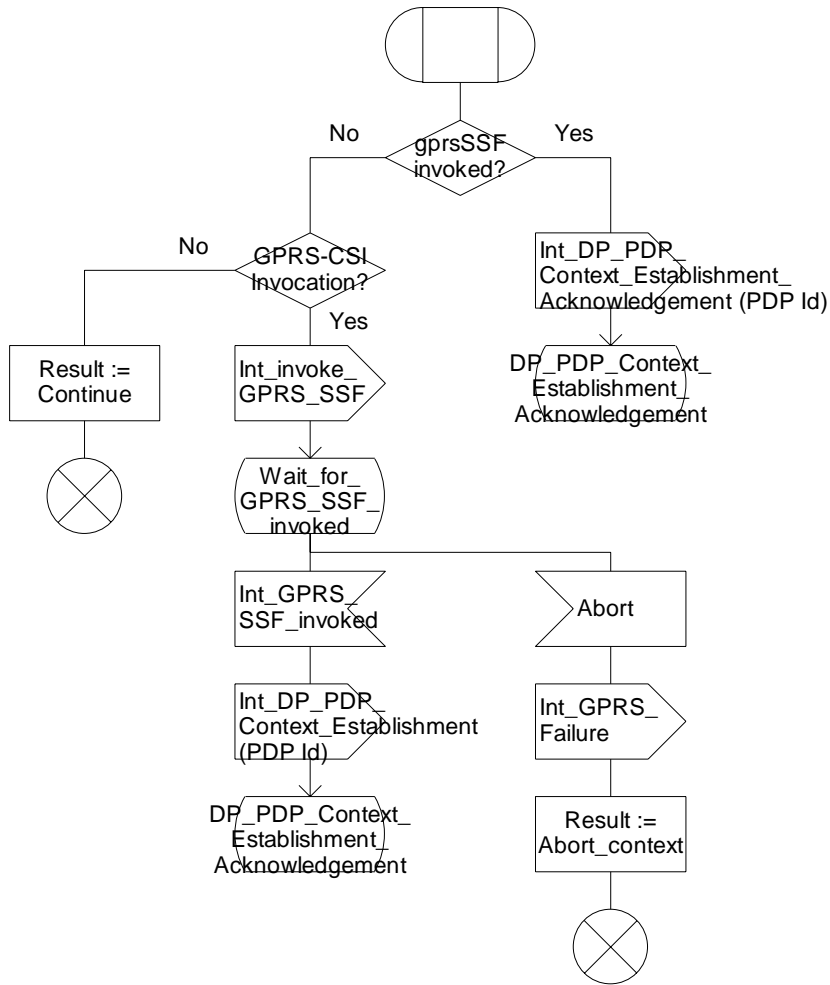 No
gprsSSF
invoked?
Yes
No
GPRS-CSI
Invocation?
Yes
Int_DP_PDP_
Context_Establishment_
Acknowledgement (PDP Id)
Result :=
Continue
Int_invoke_
GPRS_SSF
DP_PDP_Context_
Establishment_
Acknowledgement
Wait_for_
GPRS_SSF_
invoked
Int_GPRS_
SSF_invoked
Abort
Int_DP_PDP_
Context_Establishment
(PDP Id)
Int_GPRS_
Failure
DP_PDP_Context_
Establishment_
Acknowledgement
Result :=
Abort_context